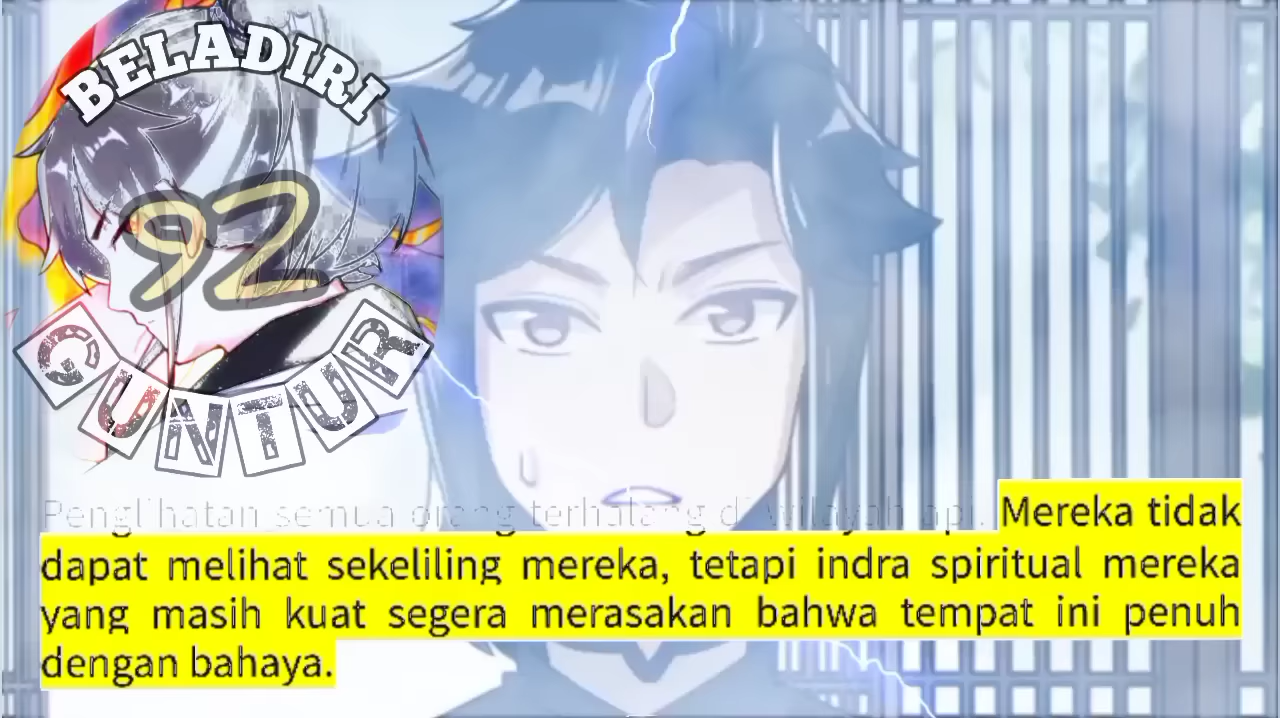 BELADIRI
92
GUNTUR
Penglihatan semua orang terhalang di wilayah api. Mereka tidak
dapat melihat sekeliling mereka, tetapi indra spiritual mereka
yang masih kuat segera merasakan bahwa tempat ini penuh
dengan bahaya.